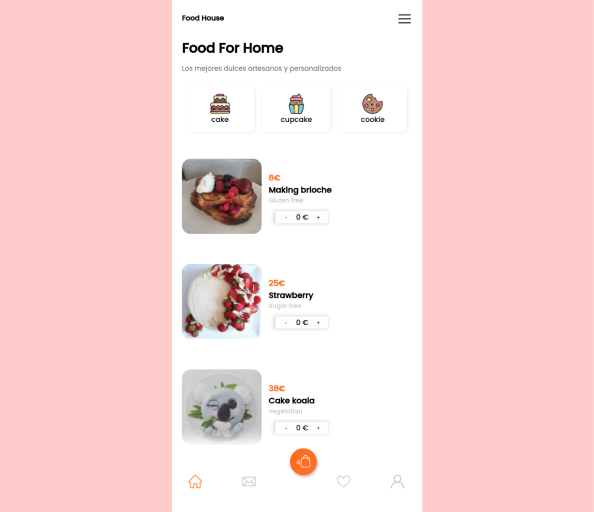 Food House
Food For Home
Los mejores dulces artesanos y personalizados
cake
cupcake
cookie
8€
Making brioche
Gluten free
- 0 € +
25€
Strawberry
Sugar free
- 0 € +
38€
Cake koala
vegetalian
- 0 € +